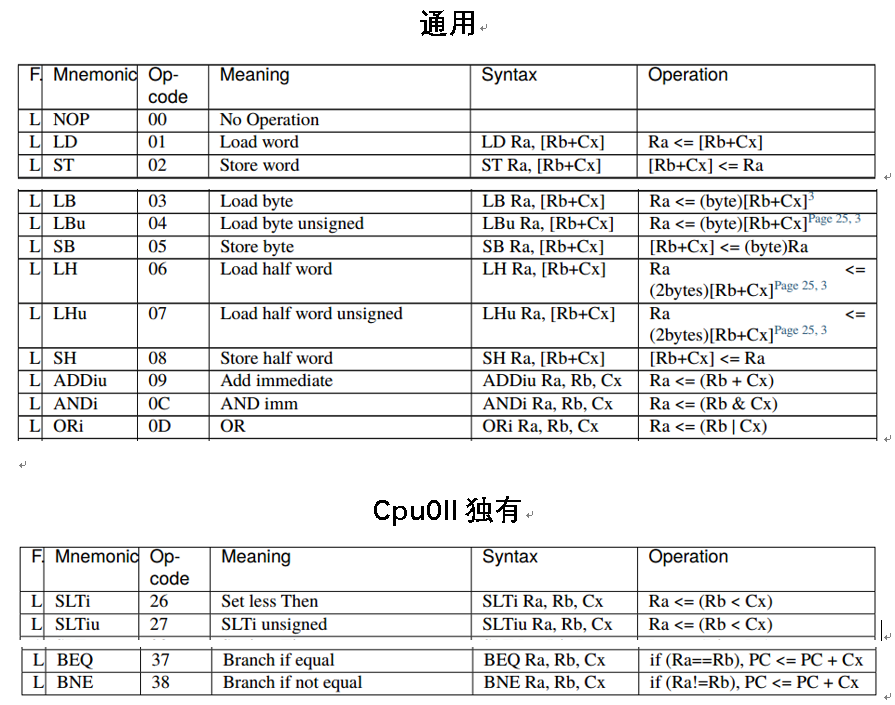 通用
F. Mnemonic Op-code Meaning Syntax Operation
L NOP 00 No Operation
L LD 01 Load word LD Ra, [Rb+Cx] Ra <= [Rb+Cx]
L ST 02 Store word ST Ra, [Rb+Cx] [Rb+Cx] <= Ra
L LB 03 Load byte LB Ra, [Rb+Cx] Ra <= (byte)[Rb+Cx]3
L LBu 04 Load byte unsigned LBu Ra, [Rb+Cx] Ra <= (byte)[Rb+Cx]Page 25, 3
L SB 05 Store byte SB Ra, [Rb+Cx] [Rb+Cx] <= (byte)Ra
L LH 06 Load half word LH Ra, [Rb+Cx] Ra <=
(2bytes)[Rb+Cx]Page 25, 3
L LHu 07 Load half word unsigned LHu Ra, [Rb+Cx] Ra <=
(2bytes)[Rb+Cx]Page 25, 3
L SH 08 Store half word SH Ra, [Rb+Cx] [Rb+Cx] <= Ra
L ADDiu 09 Add immediate ADDiu Ra, Rb, Cx Ra <= (Rb + Cx)
L ANDi 0C AND imm ANDi Ra, Rb, Cx Ra <= (Rb & Cx)
L ORi 0D OR ORi Ra, Rb, Cx Ra <= (Rb | Cx)
Cpu0II 独有
F. Mnemonic Op-code Meaning Syntax Operation
L SLTi 26 Set less Then SLTi Ra, Rb, Cx Ra <= (Rb < Cx)
L SLTiu 27 SLTi unsigned SLTiu Ra, Rb, Cx Ra <= (Rb < Cx)
L BEQ 37 Branch if equal BEQ Ra, Rb, Cx if (Ra==Rb), PC <= PC + Cx
L BNE 38 Branch if not equal BNE Ra, Rb, Cx if (Ra!=Rb), PC <= PC + Cx